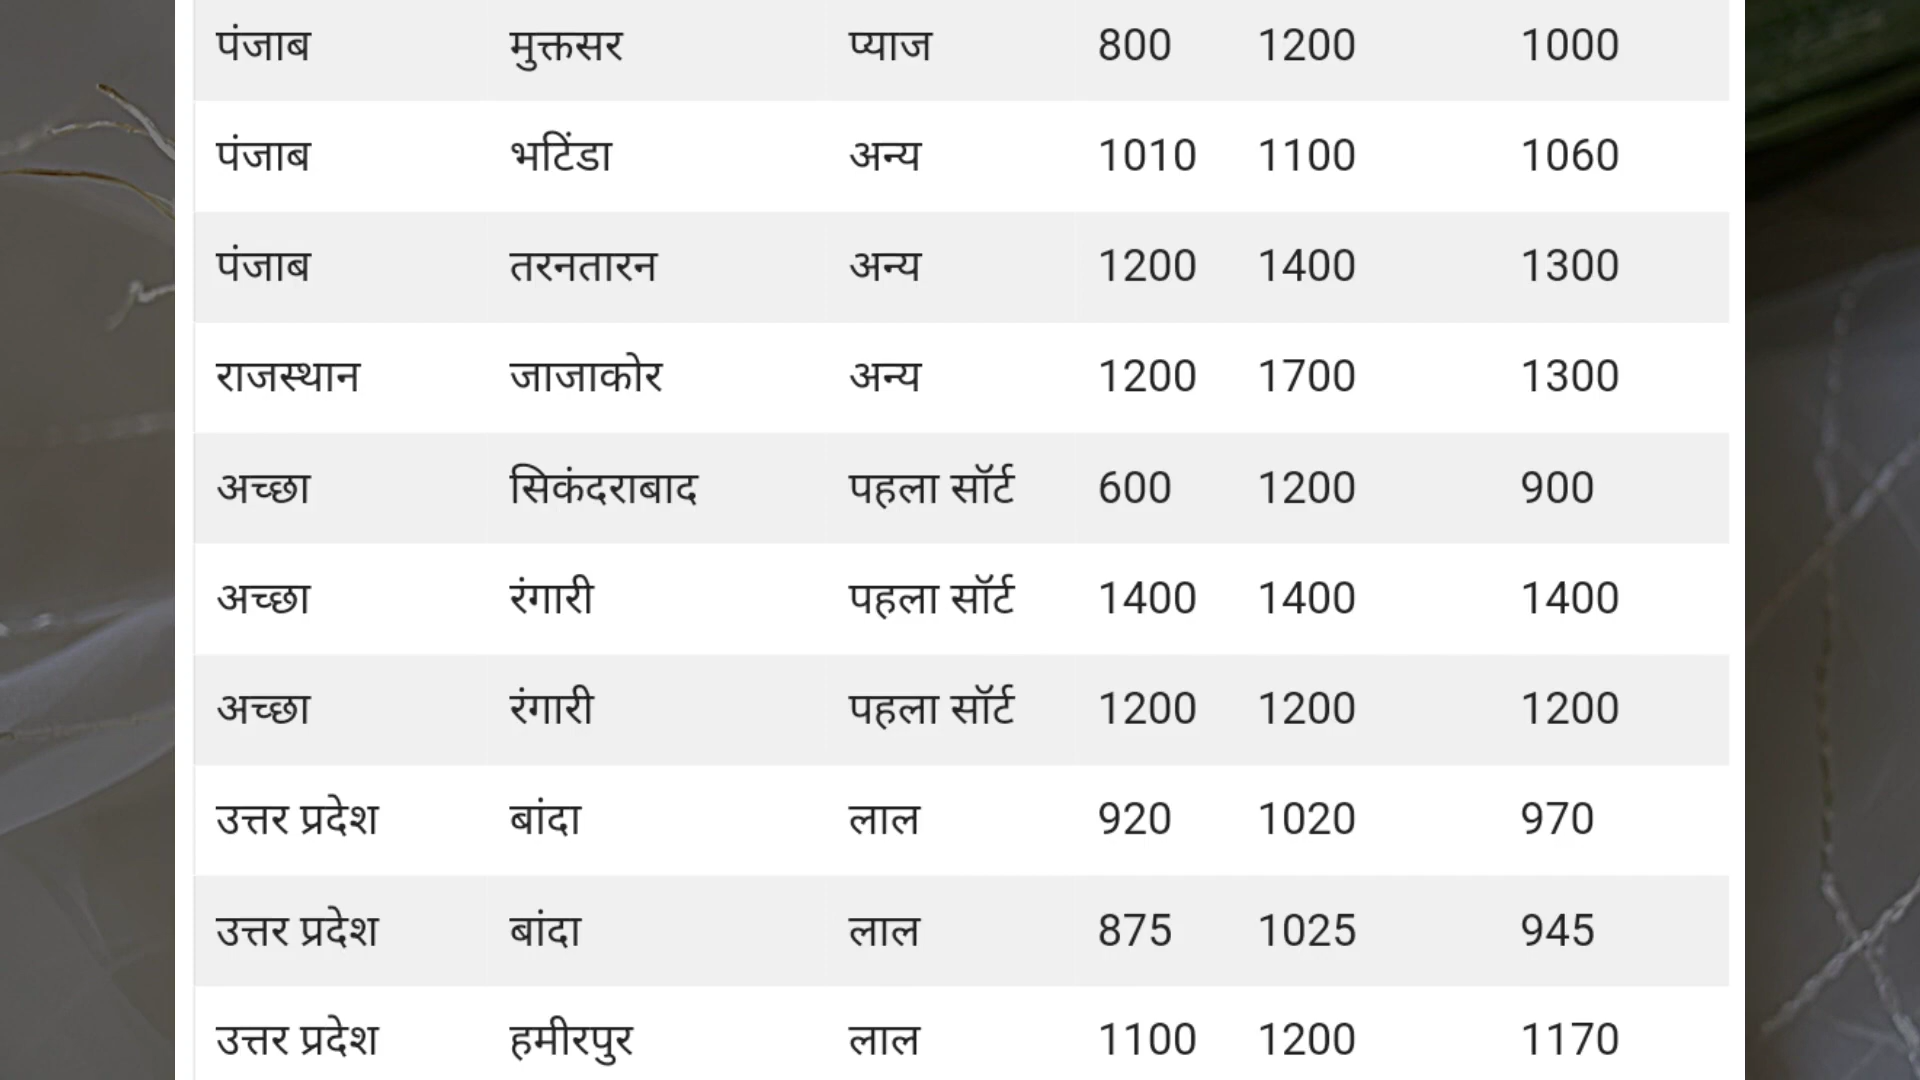 पंजाब मुक्तसर प्याज 800 1200 1000
पंजाब भटिंडा अन्य 1010 1100 1060
पंजाब तरनतारन अन्य 1200 1400 1300
राजस्थान जाजाकोर अन्य 1200 1700 1300
अच्छा सिकंदराबाद पहला सॉर्ट 600 1200 900
अच्छा रंगारी पहला सॉर्ट 1400 1400 1400
अच्छा रंगारी पहला सॉर्ट 1200 1200 1200
उत्तर प्रदेश बांदा लाल 920 1020 970
उत्तर प्रदेश बांदा लाल 875 1025 945
उत्तर प्रदेश हमीरपुर लाल 1100 1200 1170